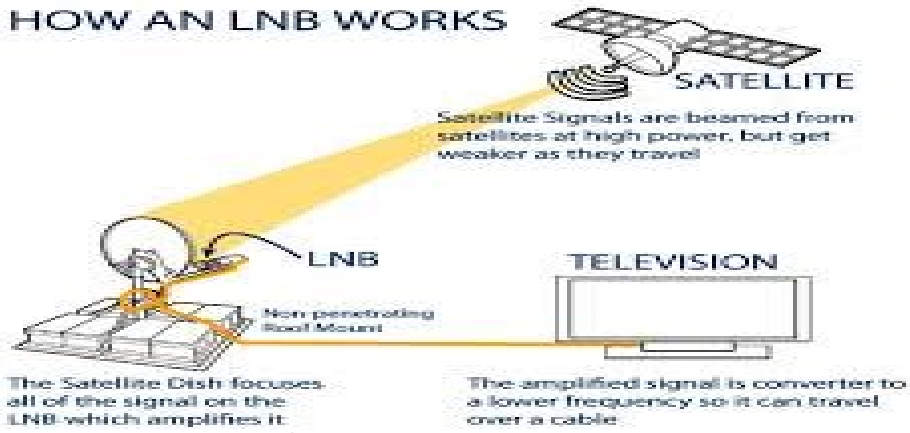 HOW AN LNB WORKS
SATELLITE
Satellite Signals are beamed from
satellites at high power, but get
weaker as they travel
LNB
TELEVISION
Non-penetrating
Roof Mount
The Satellite Dish focuses
all of the signal on the
LNB which amplifies it
The amplified signal is converter to
a lower frequency so it can travel
over a cable